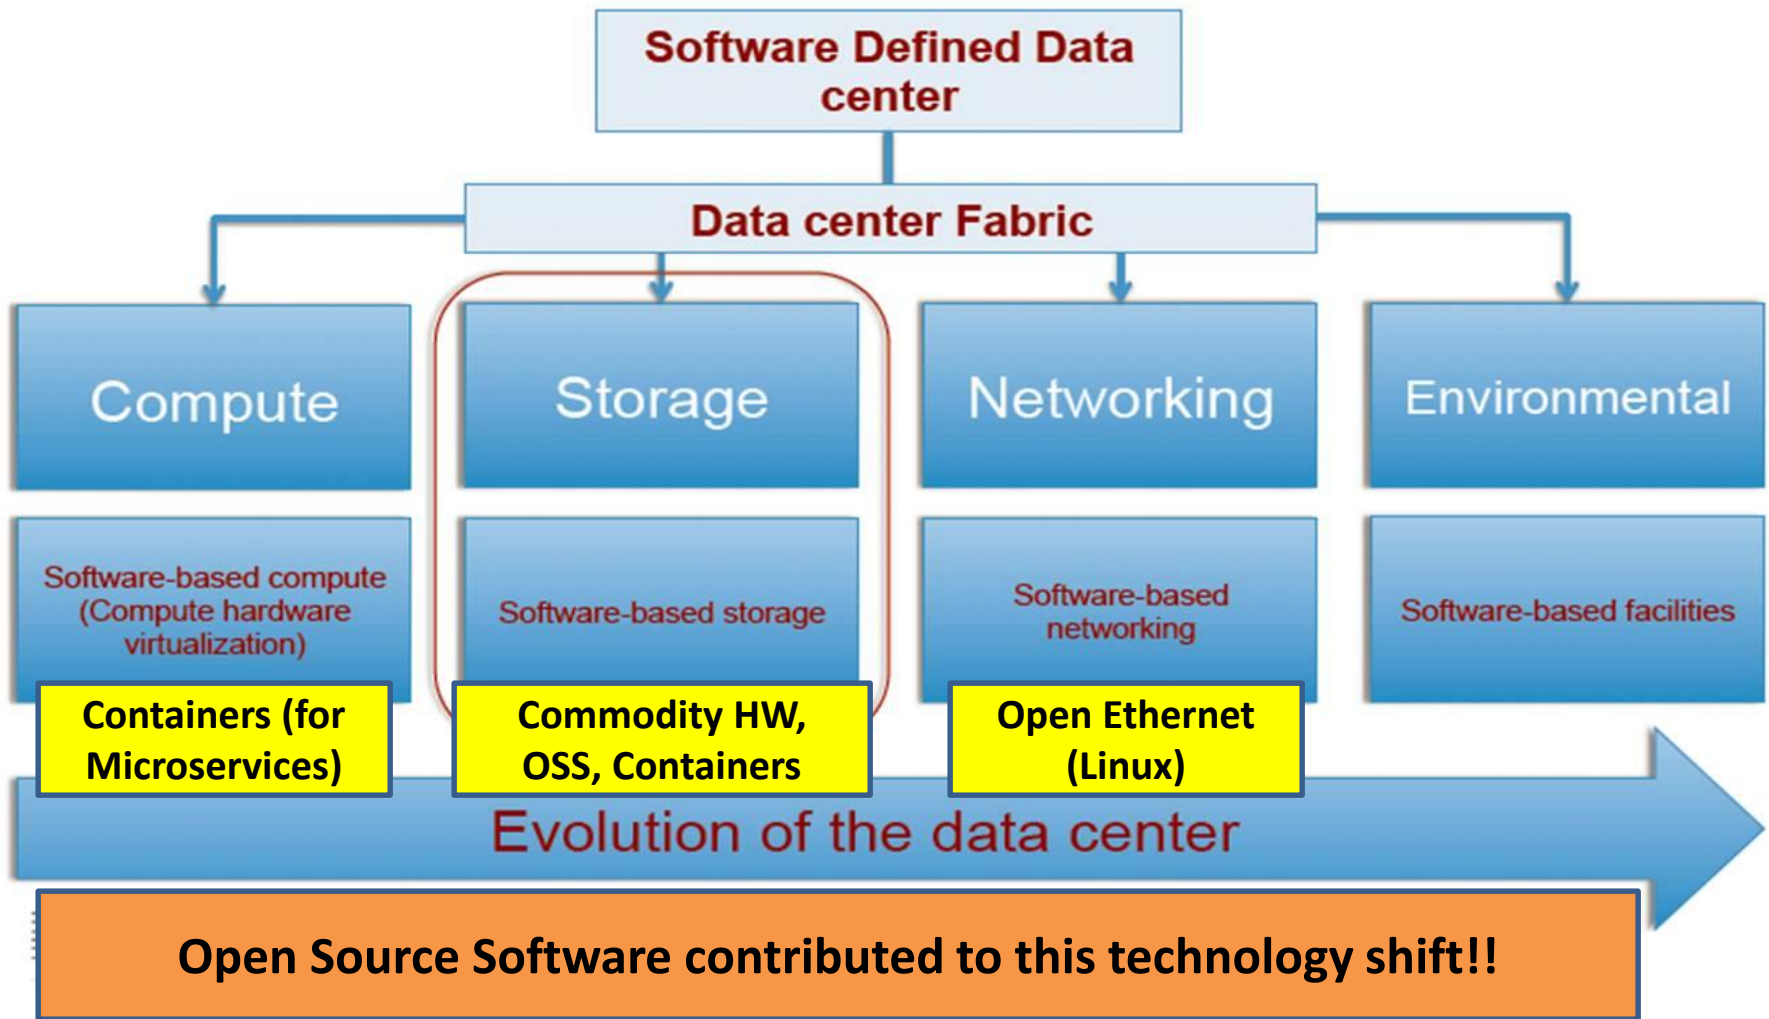 Software Defined Data
center
Data center Fabric
Compute
Storage
Networking
Environmental
Software-based compute
(Compute hardware
virtualization)
Software-based storage
Software-based
networking
Software-based facilities
Containers (for
Microservices)
Commodity HW,
OSS, Containers
Open Ethernet
(Linux)
Evolution of the data center
Open Source Software contributed to this technology shift!!